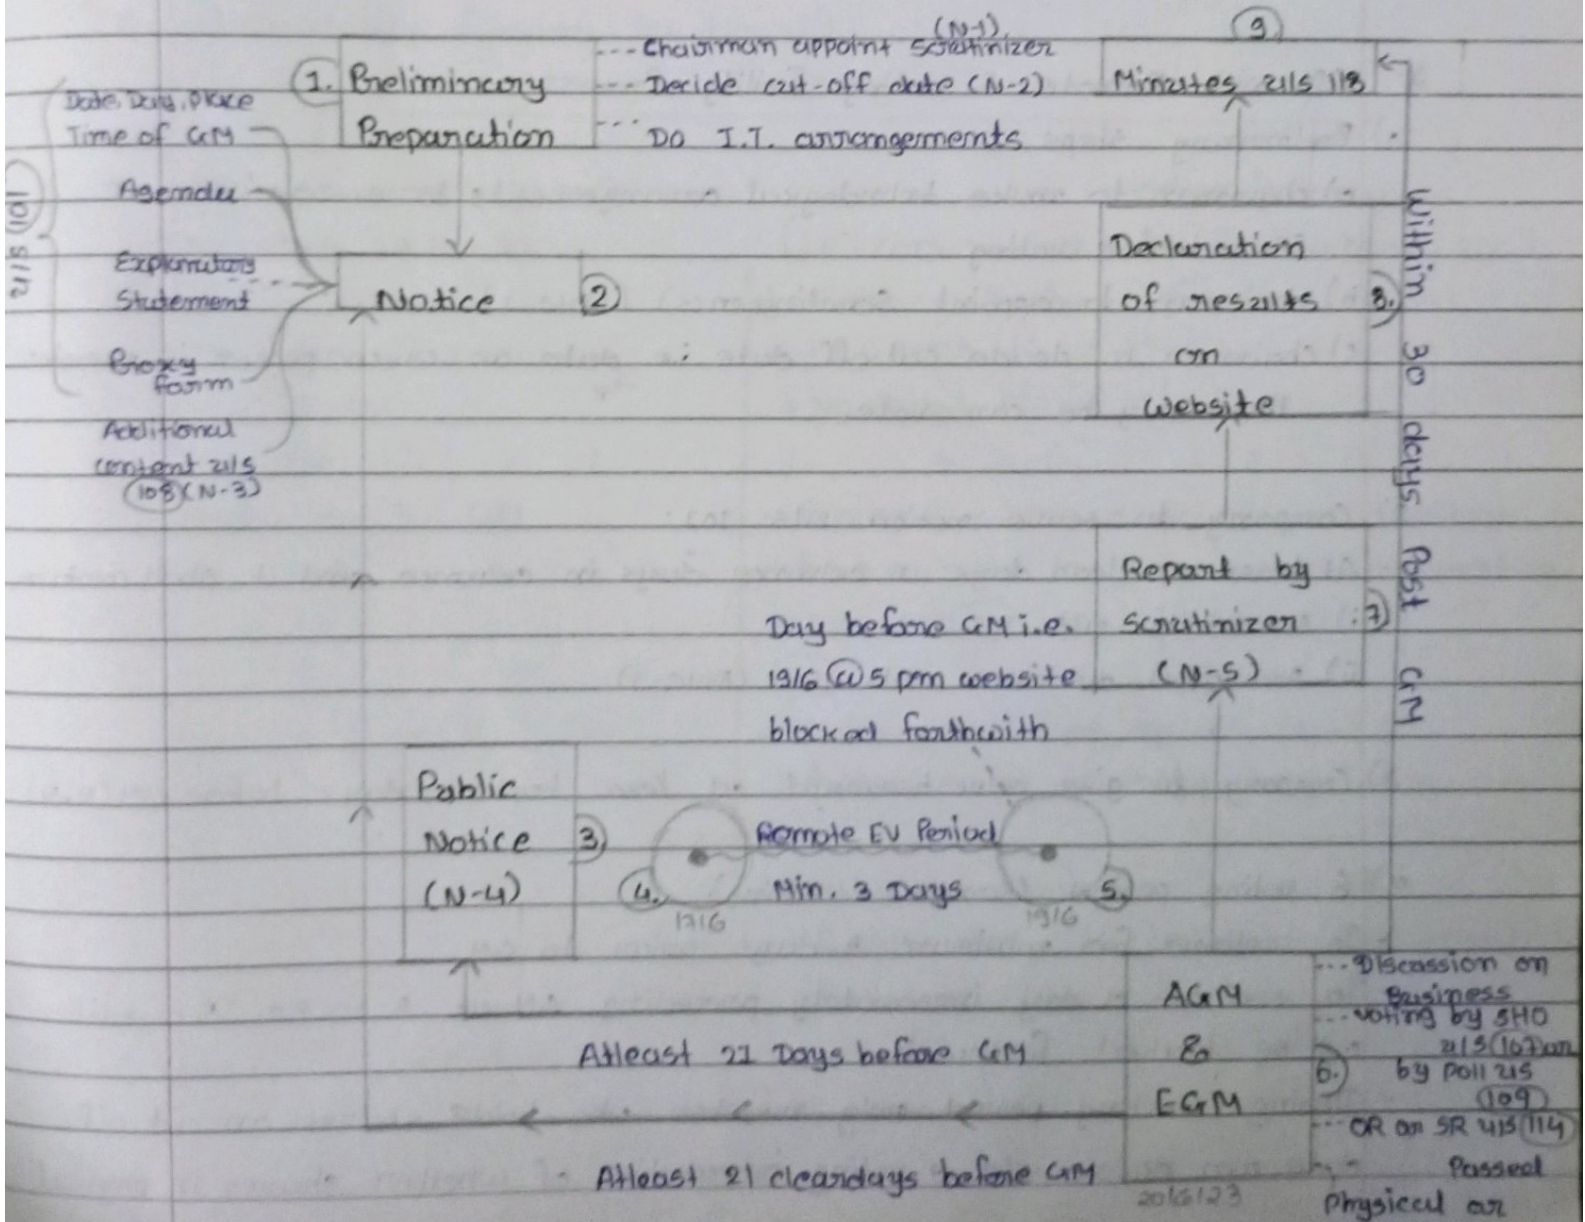 (N-1)
1. Preliminary
Preparation
--- Chairman appoint scrutinizer
--- Decide cut-off date (N-2)
--- Do I.T. arrangements
9
Minutes u/s 118
Date, Day, Place
Time of GM
Agenda
Explanatory
Statement
Proxy
form
Additional
content u/s
108 (N-3)
101 S/12
Notice 2
Declaration
of results 8.
on
website
Within 30 days Post GM
Report by
Scrutinizer 7
(N-5)
Day before GM i.e.
19/6 @ 5 pm website
blocked forthwith
Public
Notice 3
(N-4)
Remote EV Period
Min. 3 Days
4.
17/6
5.
19/6
AGM
&
EGM
6.
20/6/23
Atleast 21 Days before GM
Atleast 21 cleardays before GM
--- Discussion on
Business
--- Voting by SHO
u/s 107 on
by poll u/s
109
--- OR on SR u/s 114
Passed
Physical or